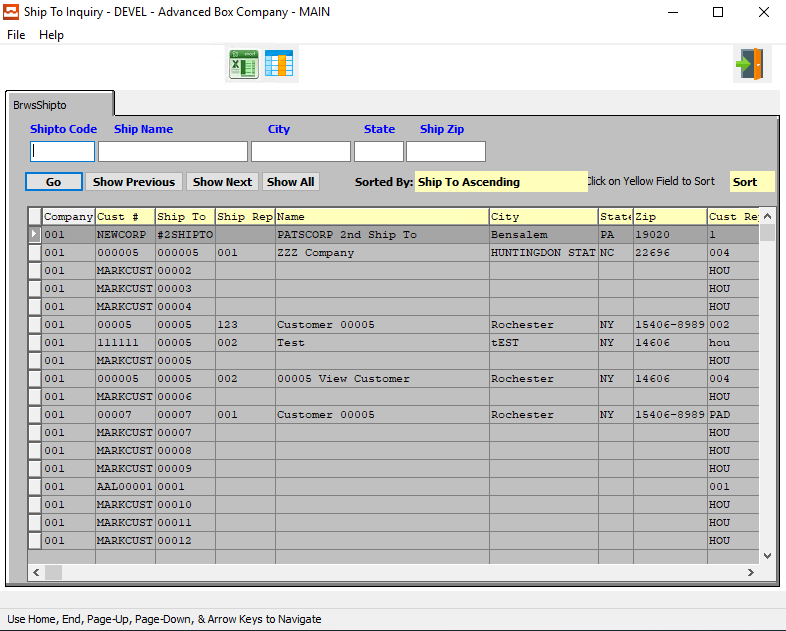 Ship To Inquiry - DEVEL - Advanced Box Company - MAIN
File Help
BrwsShipto
Shipto Code Ship Name City State Ship Zip
Go Show Previous Show Next Show All Sorted By: Ship To Ascending Click on Yellow Field to Sort Sort
Company Cust # Ship To Ship Rep Name City State Zip Cust Re
001 NEWCORP #2SHIPTO PATSCORP 2nd Ship To Bensalem PA 19020 1
001 000005 000005 001 ZZZ Company HUNTINGDON STAT NC 22696 004
001 MARKCUST 00002 HOU
001 MARKCUST 00003 HOU
001 MARKCUST 00004 HOU
001 00005 00005 123 Customer 00005 Rochester NY 15406-8989 002
001 111111 00005 002 Test tEST NY 14606 hou
001 MARKCUST 00005 HOU
001 000005 00005 002 00005 View Customer Rochester NY 14606 004
001 MARKCUST 00006 HOU
001 00007 00007 001 Customer 00005 Rochester NY 15406-8989 PAD
001 MARKCUST 00007 HOU
001 MARKCUST 00008 HOU
001 MARKCUST 00009 HOU
001 AAL00001 0001 001
001 MARKCUST 00010 HOU
001 MARKCUST 00011 HOU
001 MARKCUST 00012 HOU
Use Home, End, Page-Up, Page-Down, & Arrow Keys to Navigate